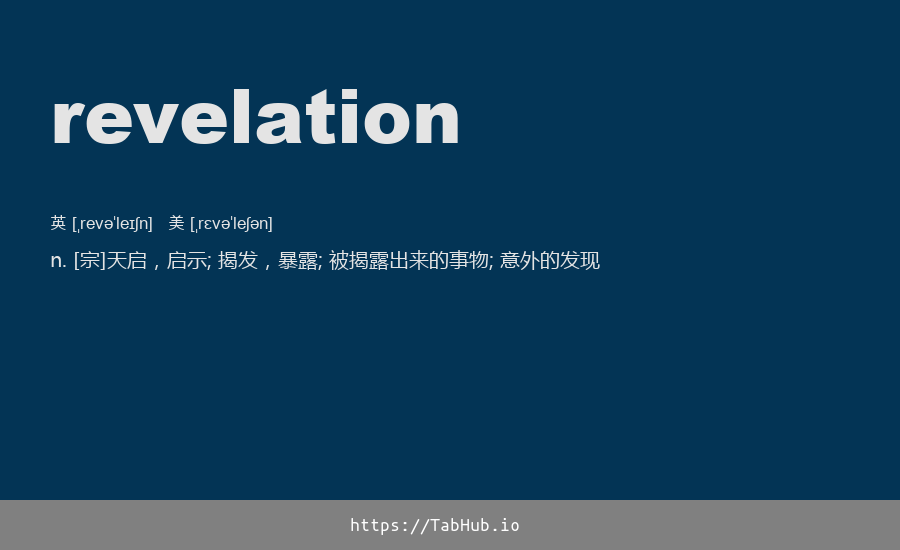 revelation
英 [ˌrevəˈleɪʃn] 美 [ˌrɛvəˈleʃən]
n. [宗]天启，启示; 揭发，暴露; 被揭露出来的事物; 意外的发现
https://TabHub.io